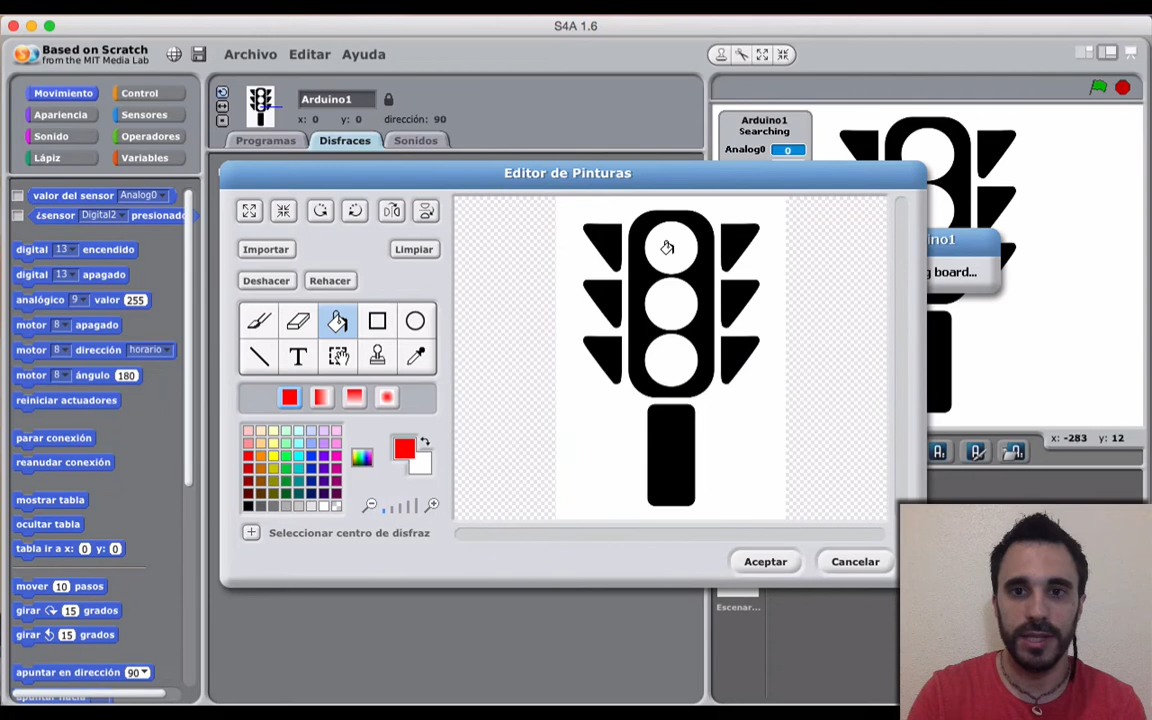 S4A 1.6
Based on Scratch
from the MIT Media Lab
Archivo Editar Ayuda
Movimiento Control
Apariencia Sensores
Sonido Operadores
Lápiz Variables
Arduino1
x: 0 y: 0 dirección: 90
Programas Disfraces Sonidos
valor del sensor Analog0
¿sensor Digital2 presionado
digital 13 encendido
digital 13 apagado
analógico 9 valor 255
motor 8 apagado
motor 8 dirección horario
motor 8 ángulo 180
reiniciar actuadores
parar conexión
reanudar conexión
mostrar tabla
ocultar tabla
tabla ir a x: 0 y: 0
mover 10 pasos
girar 15 grados
girar 15 grados
apuntar en dirección 90
Editor de Pinturas
Importar Limpiar
Deshacer Rehacer
T
Seleccionar centro de disfraz
Aceptar Cancelar
Arduino1
Searching
Analog0 0
ino1
g board...
x: -283 y: 12
Escenar...